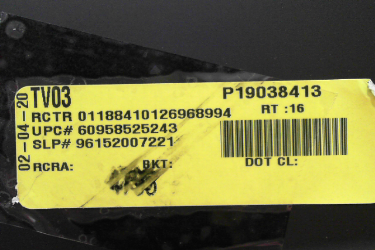 02-04-20
TV03
P19038413
RCTR 01188410126968994
RT :16
UPC# 60958525243
SLP# 96152007221
RCRA: BKT: DOT CL: